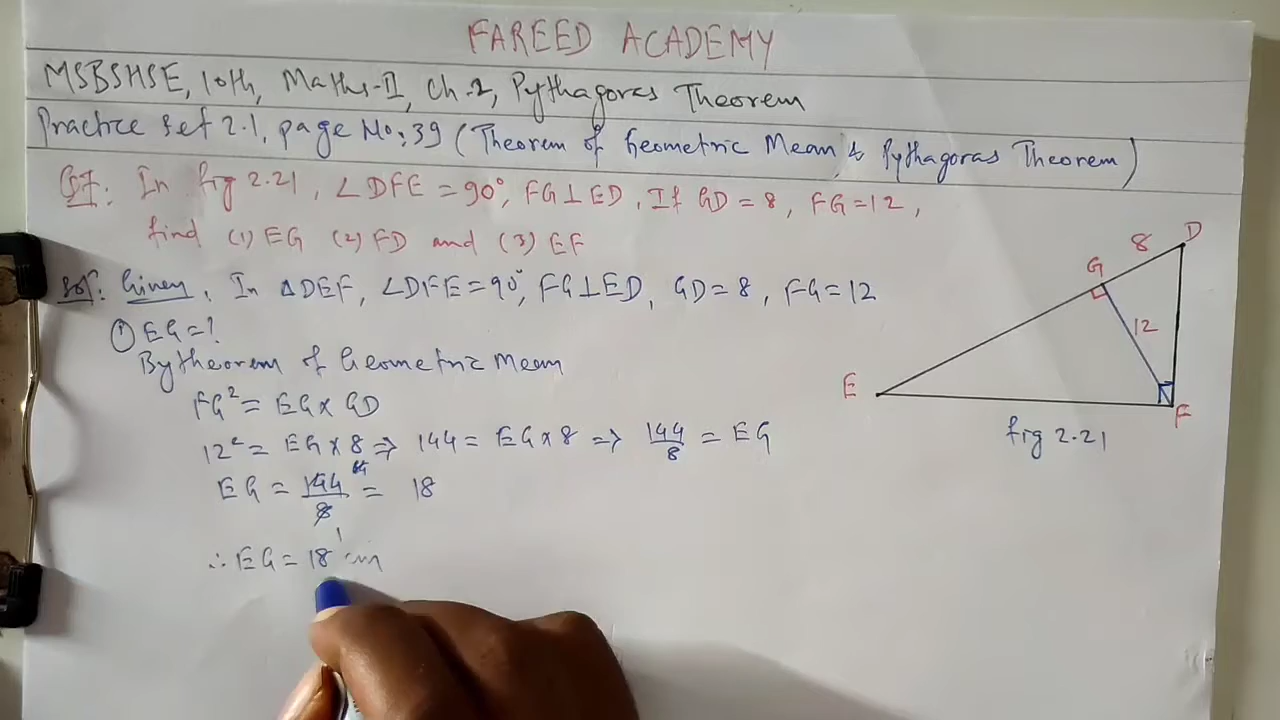 FAREED ACADEMY
MSBSHSE, 10th, Maths-II, Ch-2, Pythagoras Theorem
Practice Set 2.1, page No: 39 (Theorem of Geometric Mean & Pythagoras Theorem)
In fig 2.21, ∠DFE = 90°, FG⊥ED, If GD = 8, FG = 12,
find (1) EG (2) FD and (3) EF
Solⁿ: Given, In ΔDEF, ∠DFE = 90°, FG⊥ED, GD = 8, FG = 12
① EG = ?
By theorem of Geometric Mean
FG² = EG × GD
12² = EG × 8 ⇒ 144 = EG × 8 ⇒ 144/8 = EG
EG = 144/8 = 18
∴ EG = 18 cm
D
8
G
12
E
F
fig 2.21